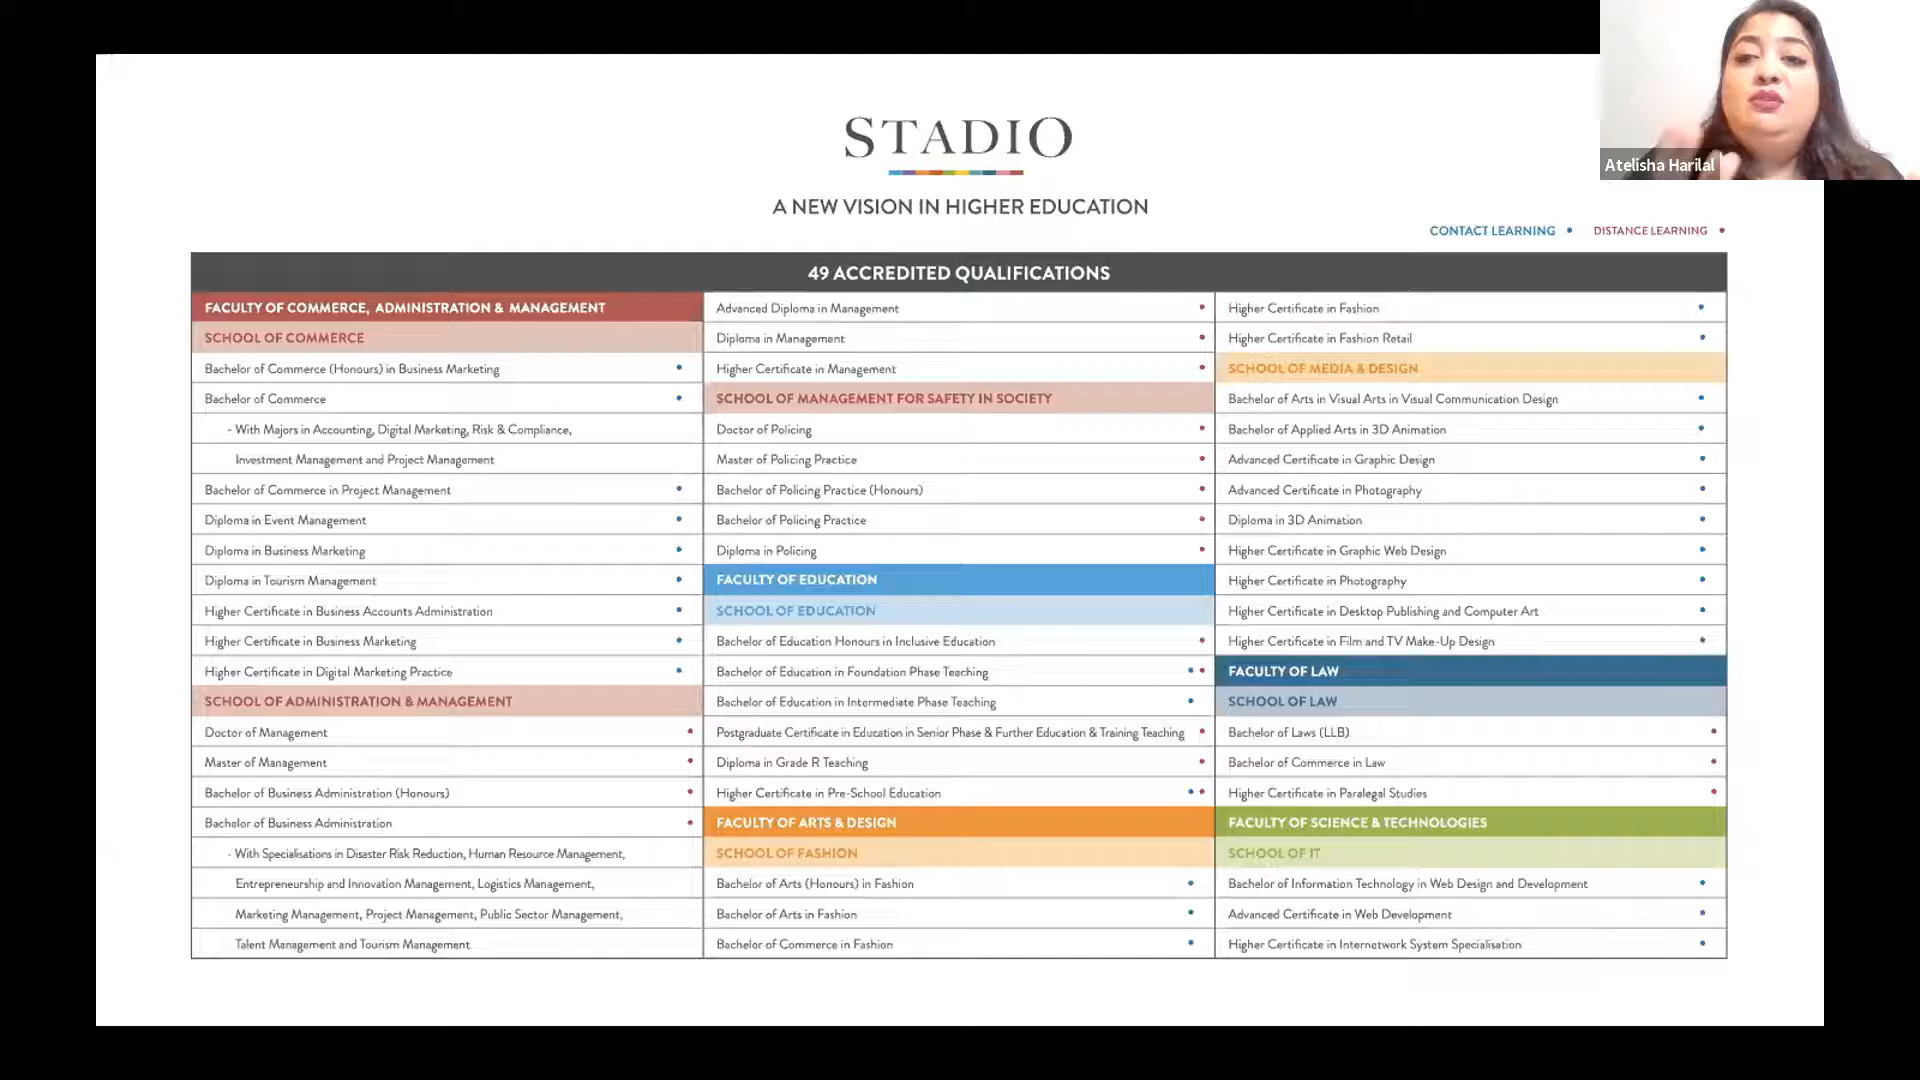 STADIO
A NEW VISION IN HIGHER EDUCATION
Atelisha Harilal
CONTACT LEARNING • DISTANCE LEARNING •
49 ACCREDITED QUALIFICATIONS
FACULTY OF COMMERCE, ADMINISTRATION & MANAGEMENT
SCHOOL OF COMMERCE
Bachelor of Commerce (Honours) in Business Marketing •
Bachelor of Commerce •
- With Majors in Accounting, Digital Marketing, Risk & Compliance,
Investment Management and Project Management
Bachelor of Commerce in Project Management •
Diploma in Event Management •
Diploma in Business Marketing •
Diploma in Tourism Management •
Higher Certificate in Business Accounts Administration •
Higher Certificate in Business Marketing •
Higher Certificate in Digital Marketing Practice •
SCHOOL OF ADMINISTRATION & MANAGEMENT
Doctor of Management •
Master of Management •
Bachelor of Business Administration (Honours) •
Bachelor of Business Administration •
- With Specialisations in Disaster Risk Reduction, Human Resource Management,
Entrepreneurship and Innovation Management, Logistics Management,
Marketing Management, Project Management, Public Sector Management,
Talent Management and Tourism Management
Advanced Diploma in Management •
Diploma in Management •
Higher Certificate in Management •
SCHOOL OF MANAGEMENT FOR SAFETY IN SOCIETY
Doctor of Policing •
Master of Policing Practice •
Bachelor of Policing Practice (Honours) •
Bachelor of Policing Practice •
Diploma in Policing •
FACULTY OF EDUCATION
SCHOOL OF EDUCATION
Bachelor of Education Honours in Inclusive Education •
Bachelor of Education in Foundation Phase Teaching • •
Bachelor of Education in Intermediate Phase Teaching •
Postgraduate Certificate in Education in Senior Phase & Further Education & Training Teaching •
Diploma in Grade R Teaching •
Higher Certificate in Pre-School Education • •
FACULTY OF ARTS & DESIGN
SCHOOL OF FASHION
Bachelor of Arts (Honours) in Fashion •
Bachelor of Arts in Fashion •
Bachelor of Commerce in Fashion •
Higher Certificate in Fashion •
Higher Certificate in Fashion Retail •
SCHOOL OF MEDIA & DESIGN
Bachelor of Arts in Visual Arts in Visual Communication Design •
Bachelor of Applied Arts in 3D Animation •
Advanced Certificate in Graphic Design •
Advanced Certificate in Photography •
Diploma in 3D Animation •
Higher Certificate in Graphic Web Design •
Higher Certificate in Photography •
Higher Certificate in Desktop Publishing and Computer Art •
Higher Certificate in Film and TV Make-Up Design •
FACULTY OF LAW
SCHOOL OF LAW
Bachelor of Laws (LLB) •
Bachelor of Commerce in Law •
Higher Certificate in Paralegal Studies •
FACULTY OF SCIENCE & TECHNOLOGIES
SCHOOL OF IT
Bachelor of Information Technology in Web Design and Development •
Advanced Certificate in Web Development •
Higher Certificate in Internetwork System Specialisation •